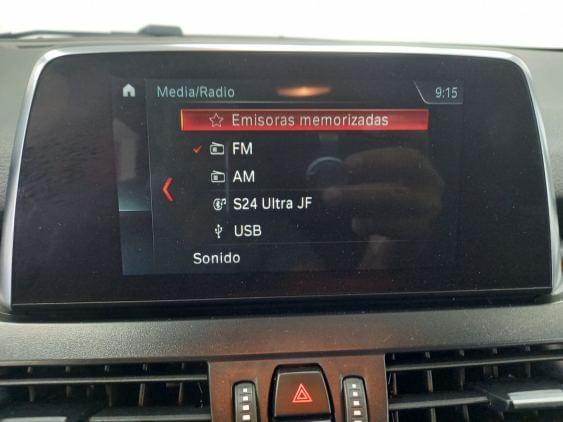 Media/Radio
9:15
Emisoras memorizadas
FM
AM
S24 Ultra JF
USB
Sonido